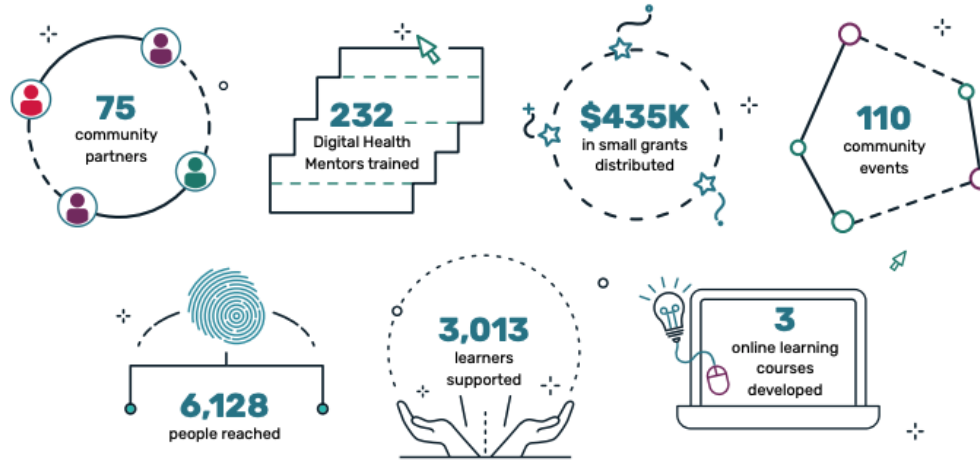 75
community
partners
232
Digital Health
Mentors trained
$435K
in small grants
distributed
110
community
events
6,128
people reached
3,013
learners
supported
3
online learning
courses
developed